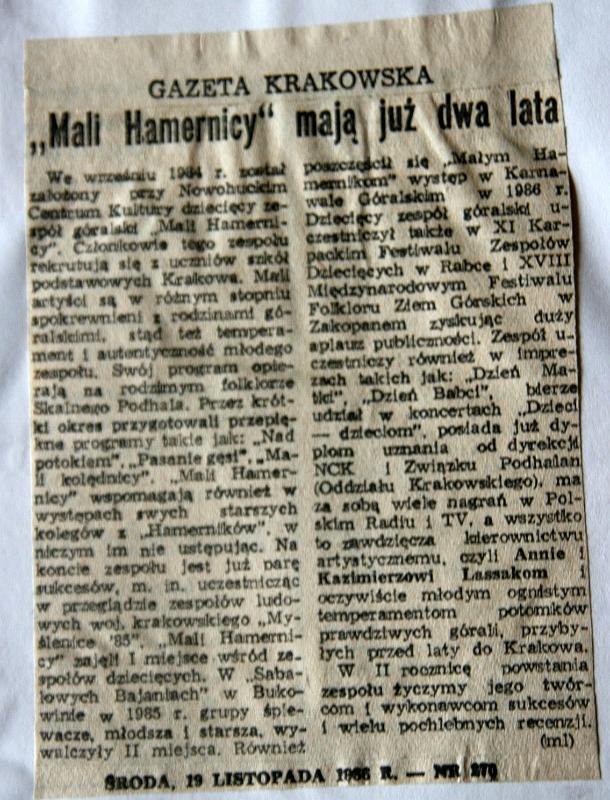 GAZETA KRAKOWSKA
„Mali Hamernicy" mają już dwa lata
We wrześniu 1984 r. został
założony przy Nowohuckim
Centrum Kultury dziecięcy ze-
spół góralski „Mali Hamerni-
cy". Członkowie tego zespołu
rekrutują się z uczniów szkół
podstawowych Krakowa. Mali
artyści są w różnym stopniu
spokrewnieni z rodzinami gó-
ralskimi, stąd też tempera-
ment i autentyczność młodego
zespołu. Swój program opie-
rają na rodzimym folklorze
Skalnego Podhala. Przez krót-
ki okres przygotowali przepię-
kne programy takie jak: „Nad
potokiem", „Pasanie gęsi", „Ma-
li kolędnicy". „Mali Hamer-
nicy" wspomagają również w
występach swych starszych
kolegów z „Hamerników", w
niczym im nie ustępując. Na
koncie zespołu jest już parę
sukcesów, m. in. uczestnicząc
w przeglądzie zespołów ludo-
wych woj. krakowskiego „My-
ślenice '85", „Mali Hamerni-
cy" zajęli I miejsce wśród ze-
społów dziecięcych. W „Saba-
łowych Bajaniach" w Buko-
winie w 1985 r. grupy śpie-
wacze, młodsza i starsza, wy-
walczyły II miejsca. Również
poszczęścił się „Małym Ha-
mernikom" występ w Karna-
wale Góralskim w 1986 r.
Dziecięcy zespół góralski u-
czestniczył także w XI Kar-
packim Festiwalu Zespołów
Dziecięcych w Rabce i XVIII
Międzynarodowym Festiwalu
Folkloru Ziem Górskich w
Zakopanem zyskując duży
aplauz publiczności. Zespół u-
czestniczy również w impre-
zach takich jak: „Dzień Ma-
tki", „Dzień Babci", bierze
udział w koncertach „Dzieci
— dzieciom", posiada już dy-
plom uznania od dyrekcji
NCK i Związku Podhalan
(Oddziału Krakowskiego), ma
za sobą wiele nagrań w Pol-
skim Radiu i TV, a wszystko
to zawdzięcza kierownictwu
artystycznemu, czyli Annie i
Kazimierzowi Lassakom i
oczywiście młodym ognistym
temperamentom potomków
prawdziwych górali, przyby-
łych przed laty do Krakowa.
W II rocznicę powstania
zespołu życzymy jego twór-
com i wykonawcom sukcesów
i wielu pochlebnych recenzji.
(ml)
ŚRODA, 19 LISTOPADA 1986 R. — NR 270